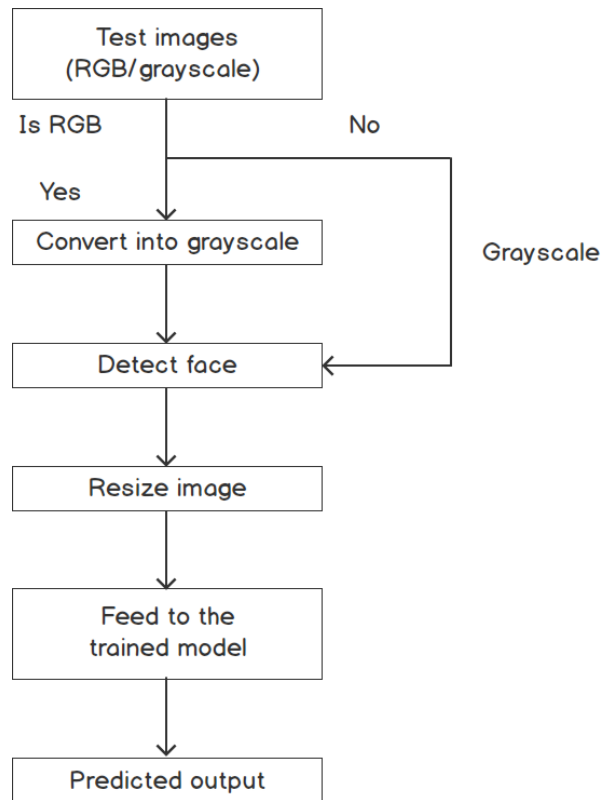 Test images
(RGB/grayscale)
Is RGB
No
Yes
Convert into grayscale
Grayscale
Detect face
Resize image
Feed to the
trained model
Predicted output